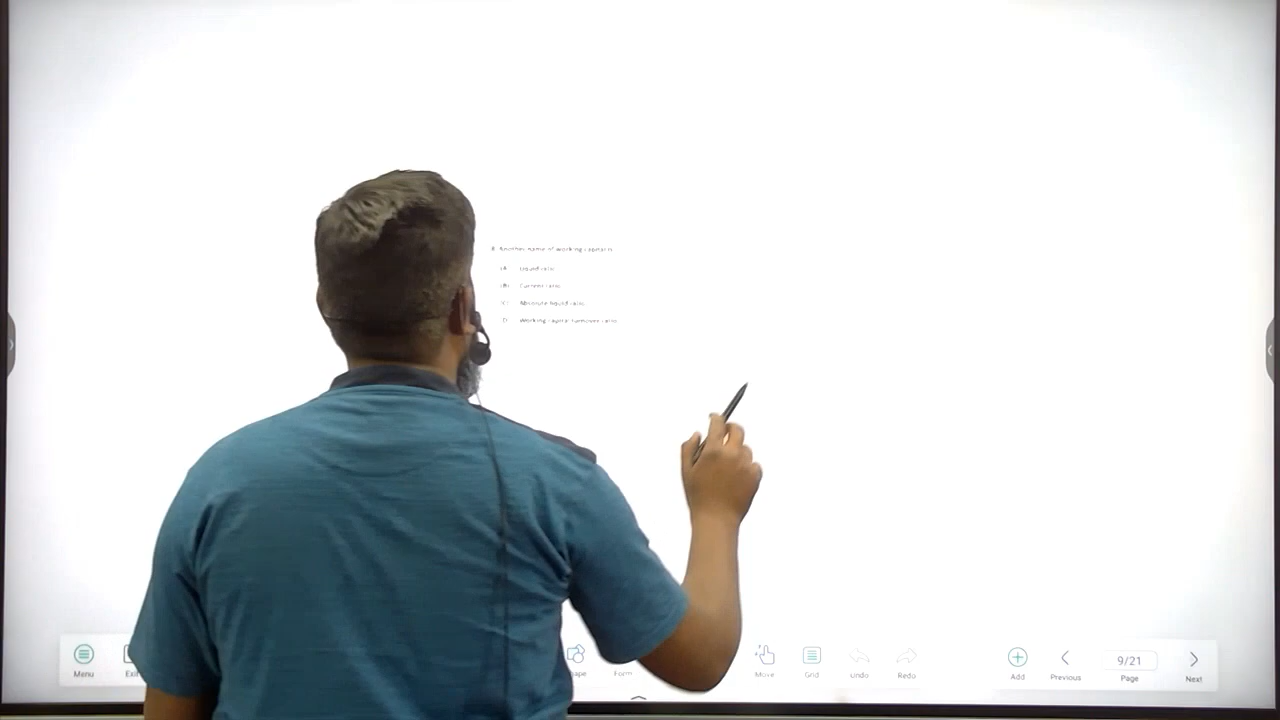 8. Another name of working capital is
(A) Liquid ratio
(B) Current ratio
(C) Absolute liquid ratio
(D) Working capital turnover ratio
Menu
Form
Move
Grid
Undo
Redo
Add
Previous
9/21
Page
Next